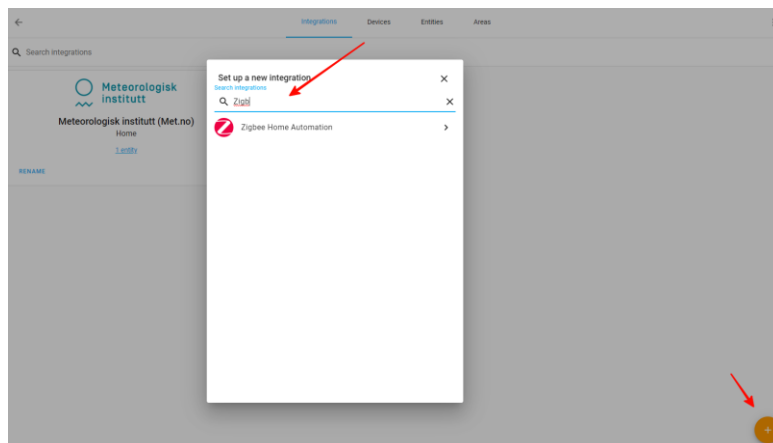 Integrations Devices Entities Areas
Search integrations
Meteorologisk
institutt
Meteorologisk institutt (Met.no)
Home
1 entity
RENAME
Set up a new integration
Search integrations
Zigb
Zigbee Home Automation